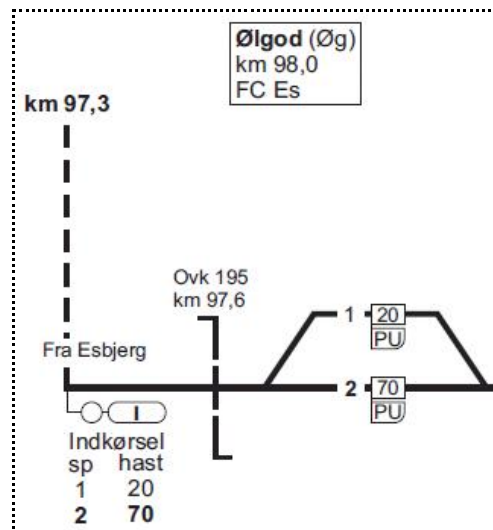 Ølgod (Øg)
km 98,0
FC Es
km 97,3
Ovk 195
km 97,6
Fra Esbjerg
1 20
PU
2 70
PU
I
Indkørsel
sp hast
1 20
2 70